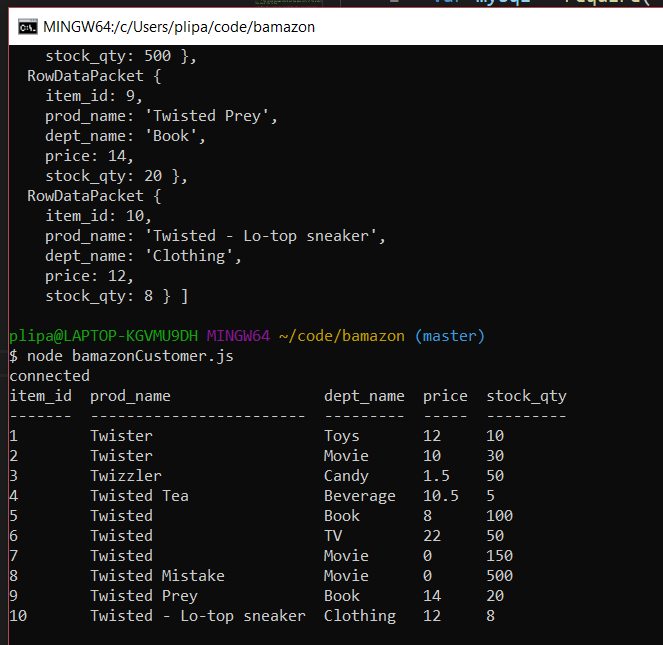 var mysql = require(
MINGW64:/c/Users/plipa/code/bamazon
    stock_qty: 500 },
  RowDataPacket {
    item_id: 9,
    prod_name: 'Twisted Prey',
    dept_name: 'Book',
    price: 14,
    stock_qty: 20 },
  RowDataPacket {
    item_id: 10,
    prod_name: 'Twisted - Lo-top sneaker',
    dept_name: 'Clothing',
    price: 12,
    stock_qty: 8 } ]
plipa@LAPTOP-KGVMU9DH MINGW64 ~/code/bamazon (master)
$ node bamazonCustomer.js
connected
item_id  prod_name                 dept_name  price  stock_qty
-------  ------------------------  ---------  -----  ---------
1        Twister                   Toys       12     10
2        Twister                   Movie      10     30
3        Twizzler                  Candy      1.5    50
4        Twisted Tea               Beverage   10.5   5
5        Twisted                   Book       8      100
6        Twisted                   TV         22     50
7        Twisted                   Movie      0      150
8        Twisted Mistake           Movie      0      500
9        Twisted Prey              Book       14     20
10       Twisted - Lo-top sneaker  Clothing   12     8